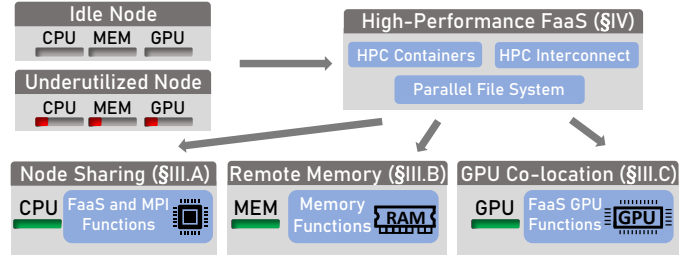 Idle Node
CPU MEM GPU
Underutilized Node
CPU MEM GPU
High-Performance FaaS (§IV)
HPC Containers HPC Interconnect
Parallel File System
Node Sharing (§III.A)
CPU
FaaS and MPI
Functions
Remote Memory (§III.B)
MEM
Memory
Functions
RAM
GPU Co-location (§III.C)
GPU
FaaS GPU
Functions
GPU